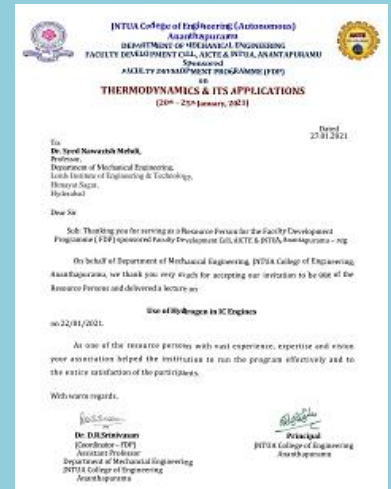 JNTUA College of Engineering (Autonomous)
Ananthapuramu
DEPARTMENT OF MECHANICAL ENGINEERING
FACULTY DEVELOPMENT CELL, AICTE & JNTUA, ANANTAPURAMU
Sponsored
FACULTY DEVELOPMENT PROGRAMME (FDP)
on
THERMODYNAMICS & ITS APPLICATIONS
(20th - 25th January, 2021)
Dated
27.01.2021
To
Dr. Syed Nawazish Mehdi,
Professor,
Department of Mechanical Engineering,
Lords Institute of Engineering & Technology,
Himayat Sagar,
Hyderabad
Dear Sir
Sub: Thanking you for serving as a Resource Person for the Faculty Development
Programme ( FDP) sponsored Faculty Development Cell, AICTE & JNTUA, Anantapuramu – reg
On behalf of Department of Mechanical Engineering, JNTUA College of Engineering,
Ananthapuramu, we thank you very much for accepting our invitation to be one of the
Resource Persons and delivered a lecture on
Use of Hydrogen in IC Engines
on 22/01/2021.
As one of the resource persons with vast experience, expertise and vision
your association helped the institution to run the program effectively and to
the entire satisfaction of the participants.
With warm regards,
Dr. D.R.Srinivasan
(Coordinator – FDP)
Assistant Professor
Department of Mechanical Engineering
JNTUA College of Engineering
Ananthapuramu
Principal
JNTUA College of Engineering
Ananthapuramu